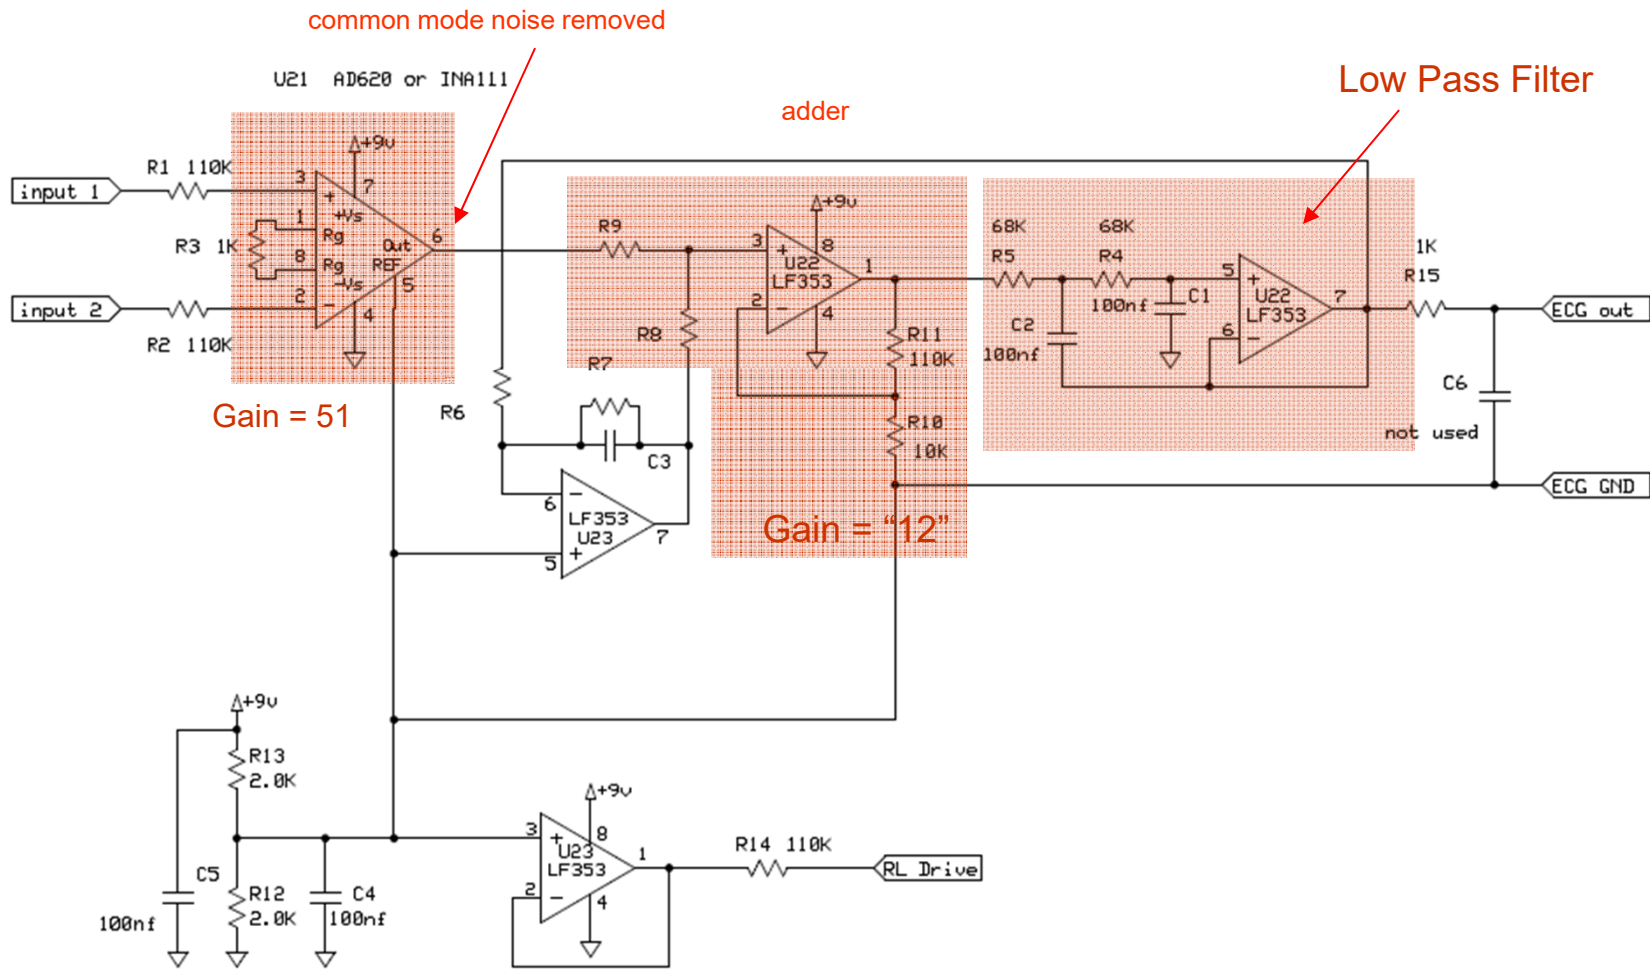 common mode noise removed
U21 AD620 or INA111
Low Pass Filter
adder
+9v
R1 110K
input 1
3
7
+
+Vs
1
Rg
R3 1K
Out
6
8
Rg
REF
-Vs
5
2
-
input 2
4
R2 110K
Gain = 51
R9
+9v
3
+
8
U22
LF353
1
2
-
4
R8
R11
110K
R10
10K
Gain = “12”
R7
R6
C3
6
-
LF353
U23
7
5
+
68K
R5
68K
R4
100nf
C1
C2
100nf
5
+
U22
LF353
7
6
-
1K
R15
ECG out
C6
not used
ECG GND
+9v
R13
2.0K
C5
100nf
R12
2.0K
C4
100nf
+9v
3
+
8
U23
LF353
1
2
-
4
R14 110K
RL Drive